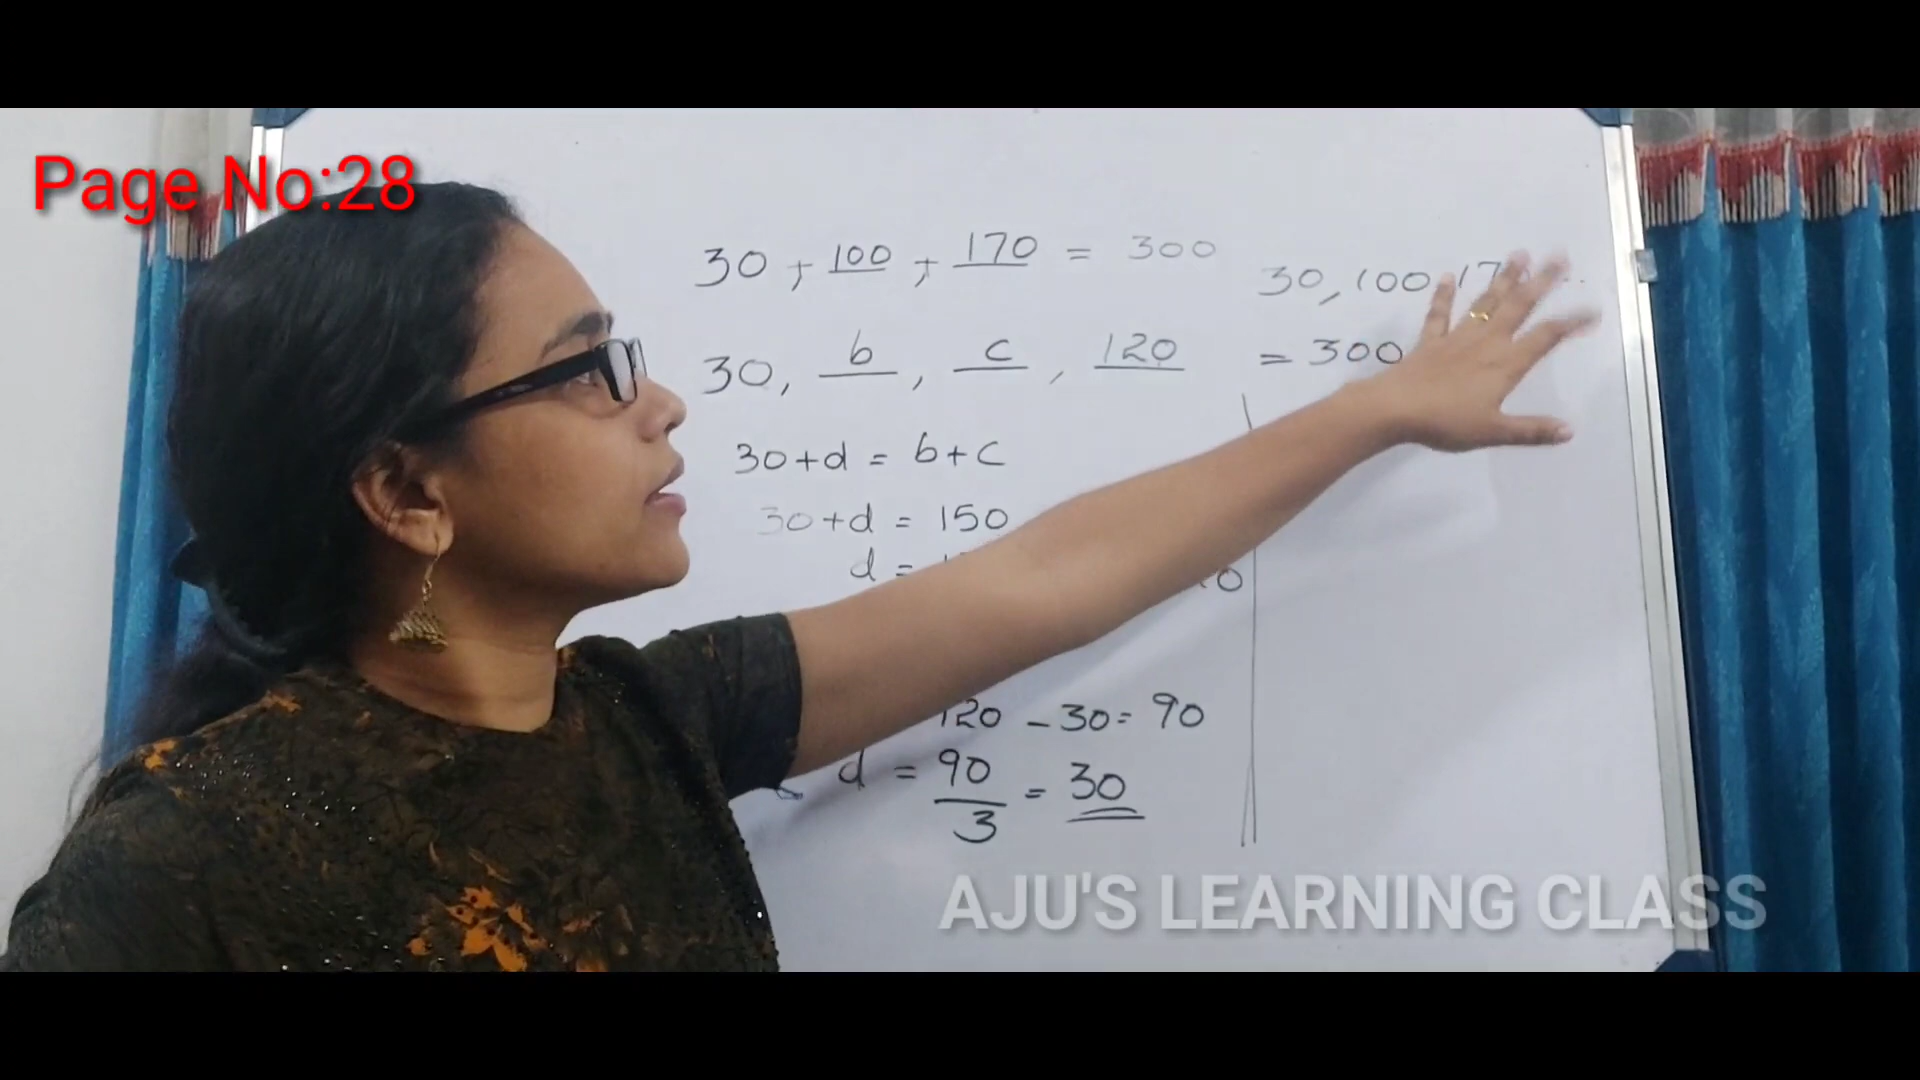 Page No:28
30 + 100 + 170 = 300
30, 100, 17
= 300
30, b, c, 120
30+d = b+c
30+d = 150
d =
120 - 30 = 90
d = 90/3 = 30
AJU'S LEARNING CLASS